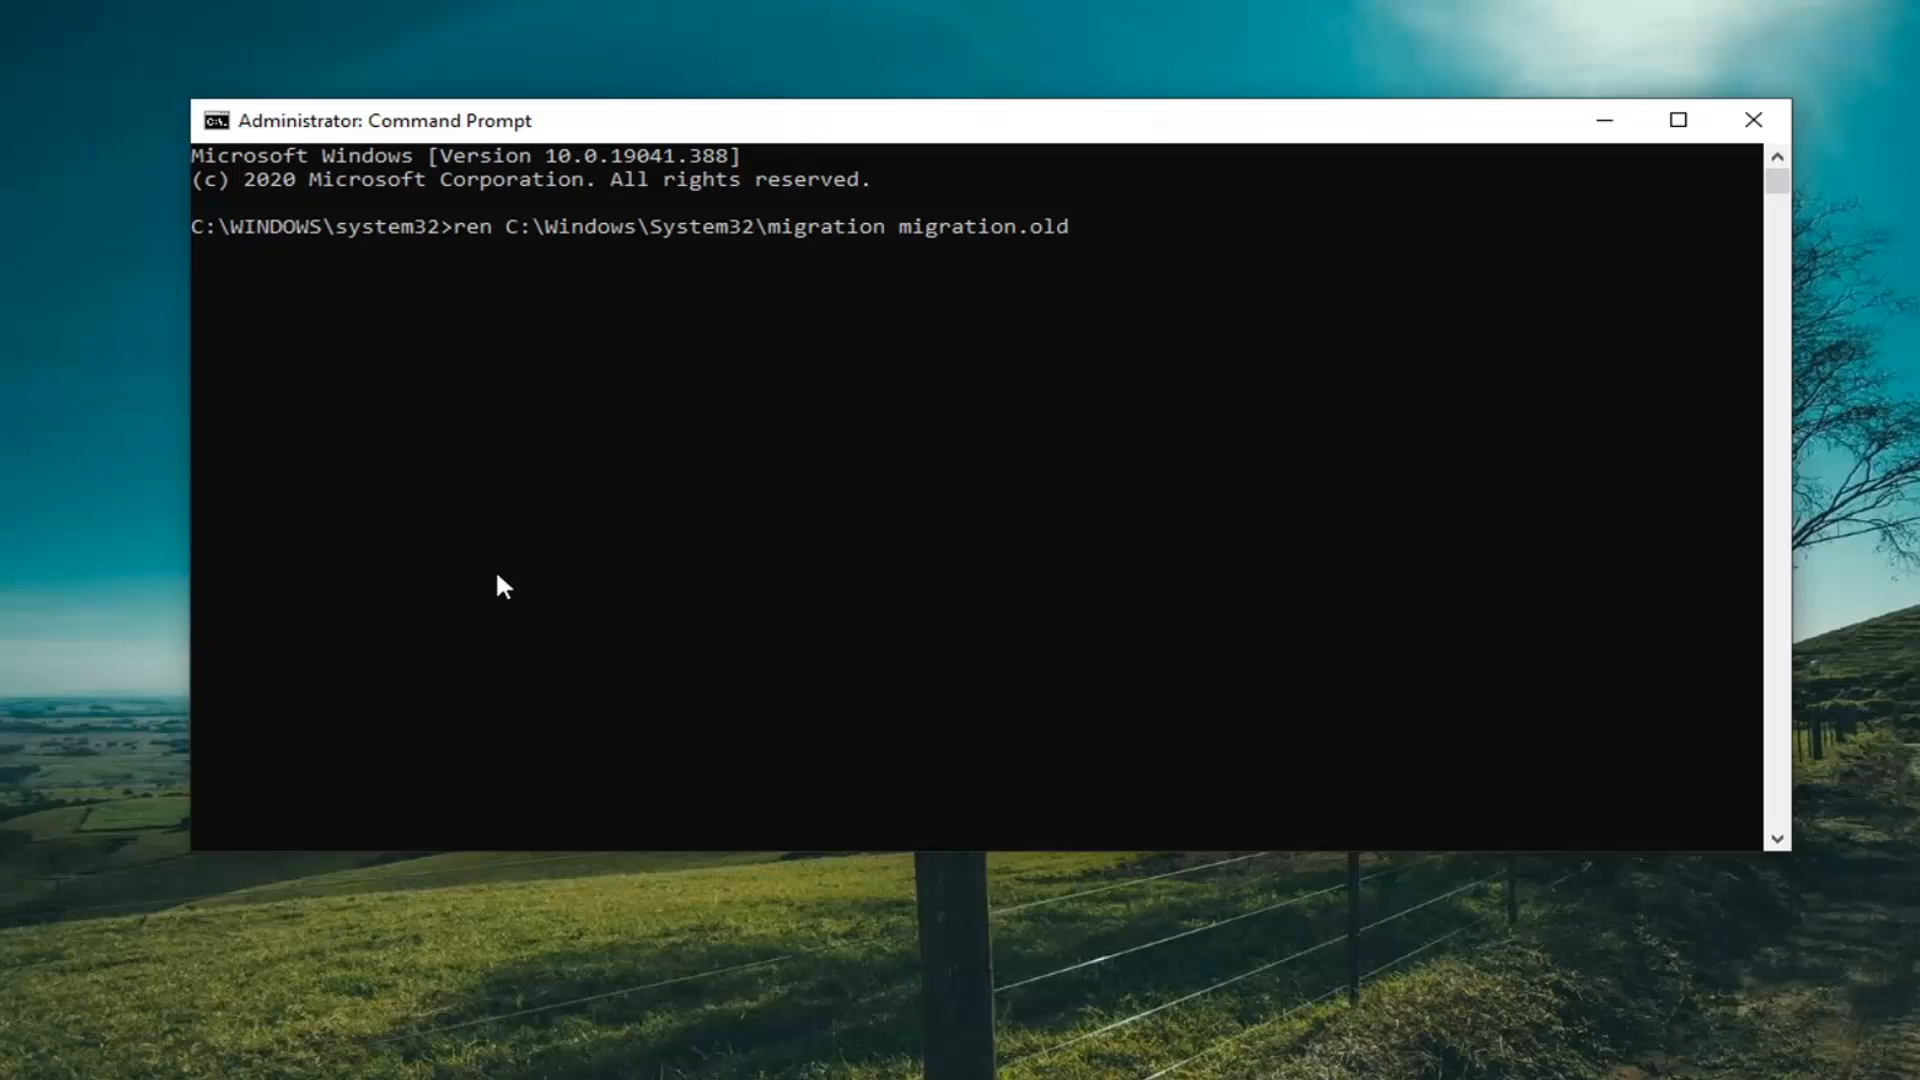 Administrator: Command Prompt
Microsoft Windows [Version 10.0.19041.388]
(c) 2020 Microsoft Corporation. All rights reserved.
C:\WINDOWS\system32>ren C:\Windows\System32\migration migration.old